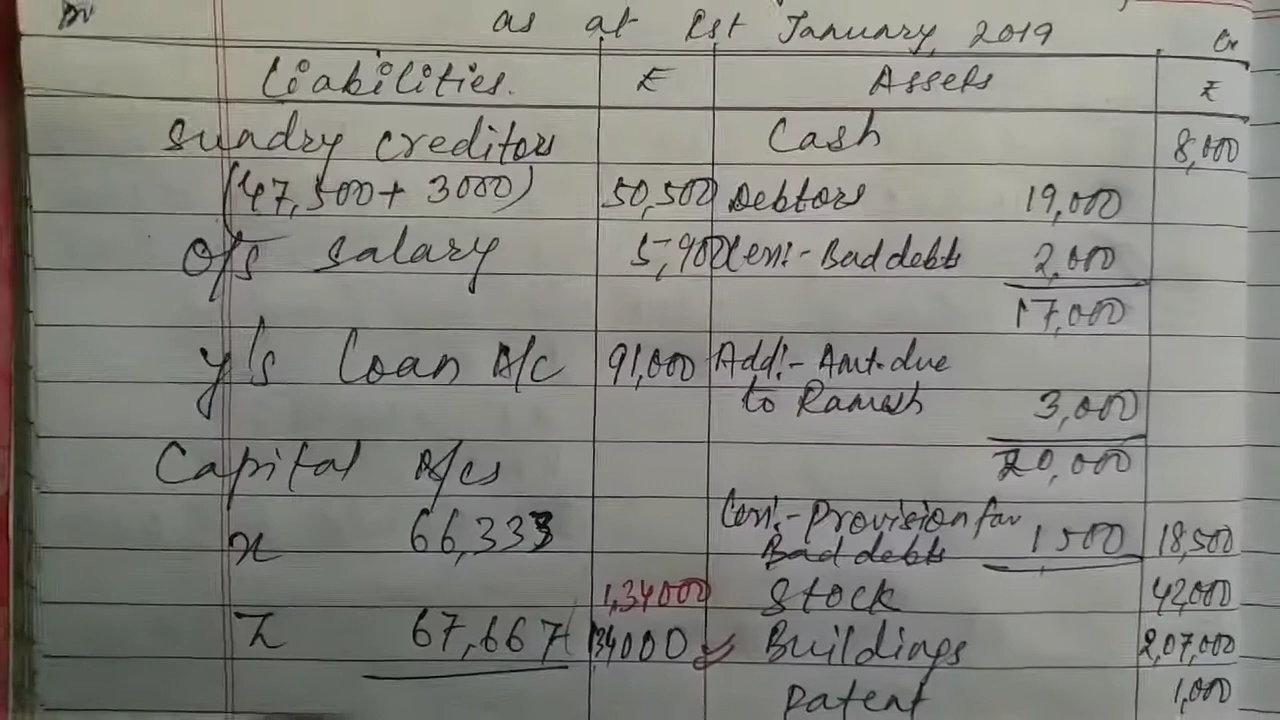 Dr
as at 1st January, 2019
Cr
Liabilities. ₹ Assets ₹
Sundry creditors Cash 8,000
(47,500 + 3000) 50,500 Debtors 19,000
o/s salary 5,900 Less:- Bad debts 2,000
17,000
y's Loan A/c 91,000 Add:- Amt. due
to Ramesh 3,000
20,000
Capital A/cs
Less:- Provision for
x 66,333 Bad debts 1500 18,500
1,34000 Stock 42,000
Z 67,667 134000 Buildings 2,07,000
Patent 1,000